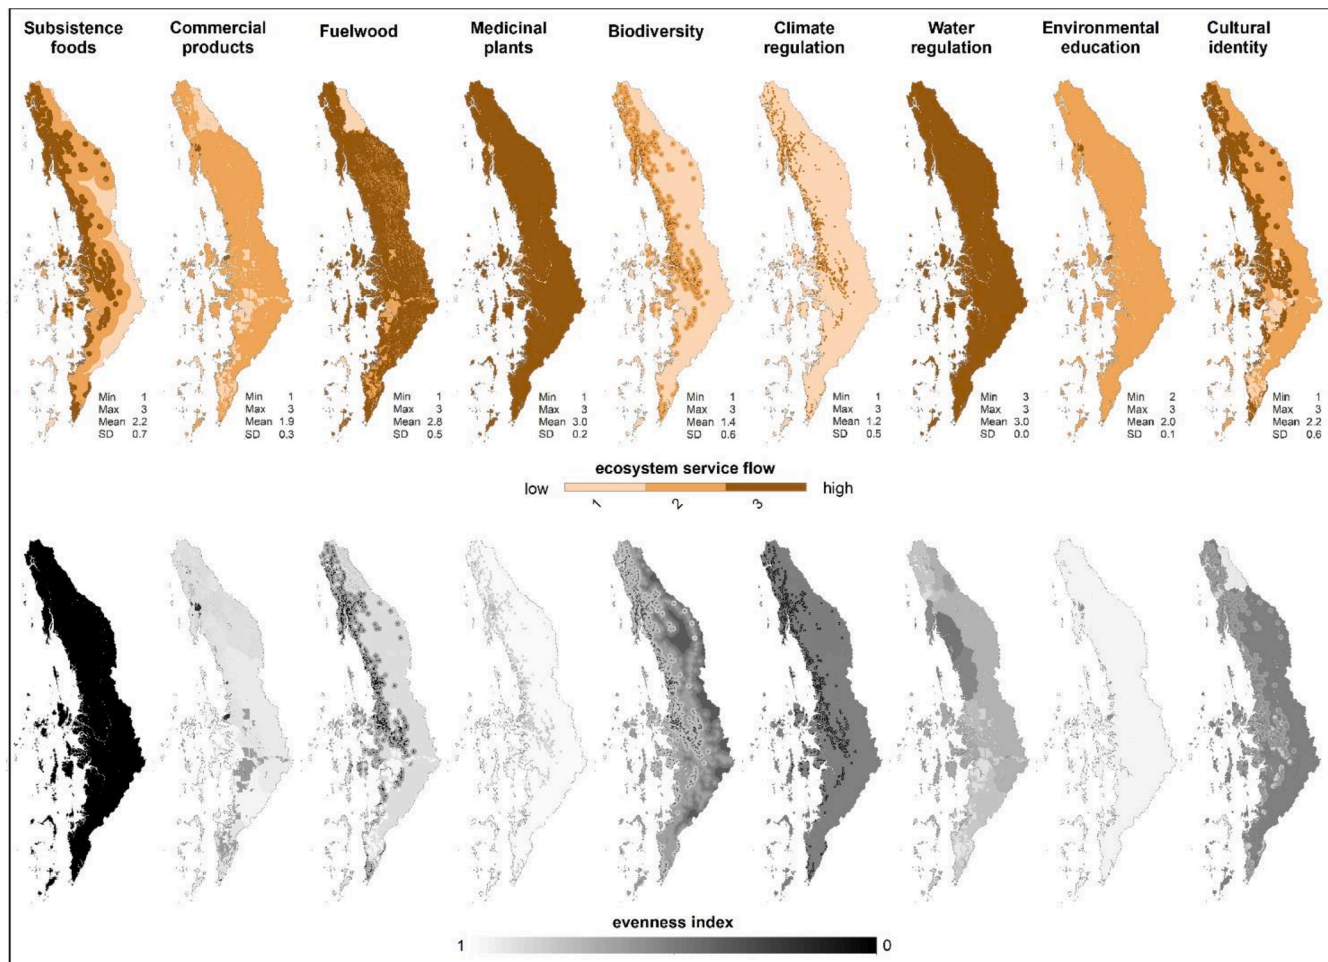 Subsistence foods
Commercial products
Fuelwood
Medicinal plants
Biodiversity
Climate regulation
Water regulation
Environmental education
Cultural identity
Min 1
Max 3
Mean 2.2
SD 0.7
Min 1
Max 3
Mean 1.9
SD 0.3
Min 1
Max 3
Mean 2.8
SD 0.5
Min 1
Max 3
Mean 3.0
SD 0.2
Min 1
Max 3
Mean 1.4
SD 0.6
Min 1
Max 3
Mean 1.2
SD 0.5
Min 3
Max 3
Mean 3.0
SD 0.0
Min 2
Max 3
Mean 2.0
SD 0.1
Min 1
Max 3
Mean 2.2
SD 0.6
ecosystem service flow
low high
1 2 3
evenness index
1 0